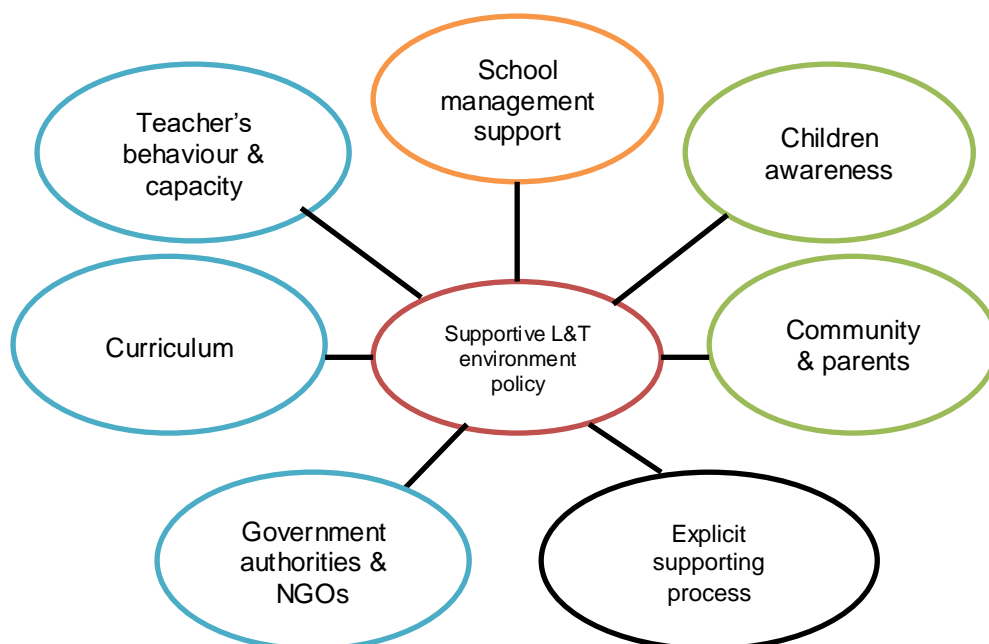 School
management
support
Teacher’s
behaviour &
capacity
Children
awareness
Curriculum
Supportive L&T
environment
policy
Community
& parents
Government
authorities &
NGOs
Explicit
supporting
process